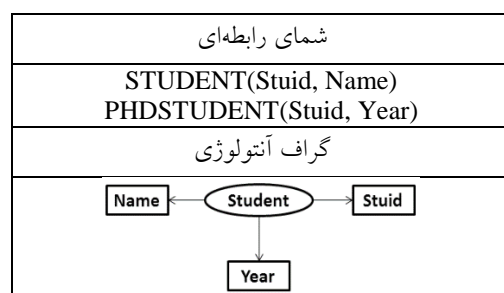 شمای رابطه‌ای
STUDENT(Stuid, Name)
PHDSTUDENT(Stuid, Year)
گراف آنتولوژی
Name Student Stuid
Year